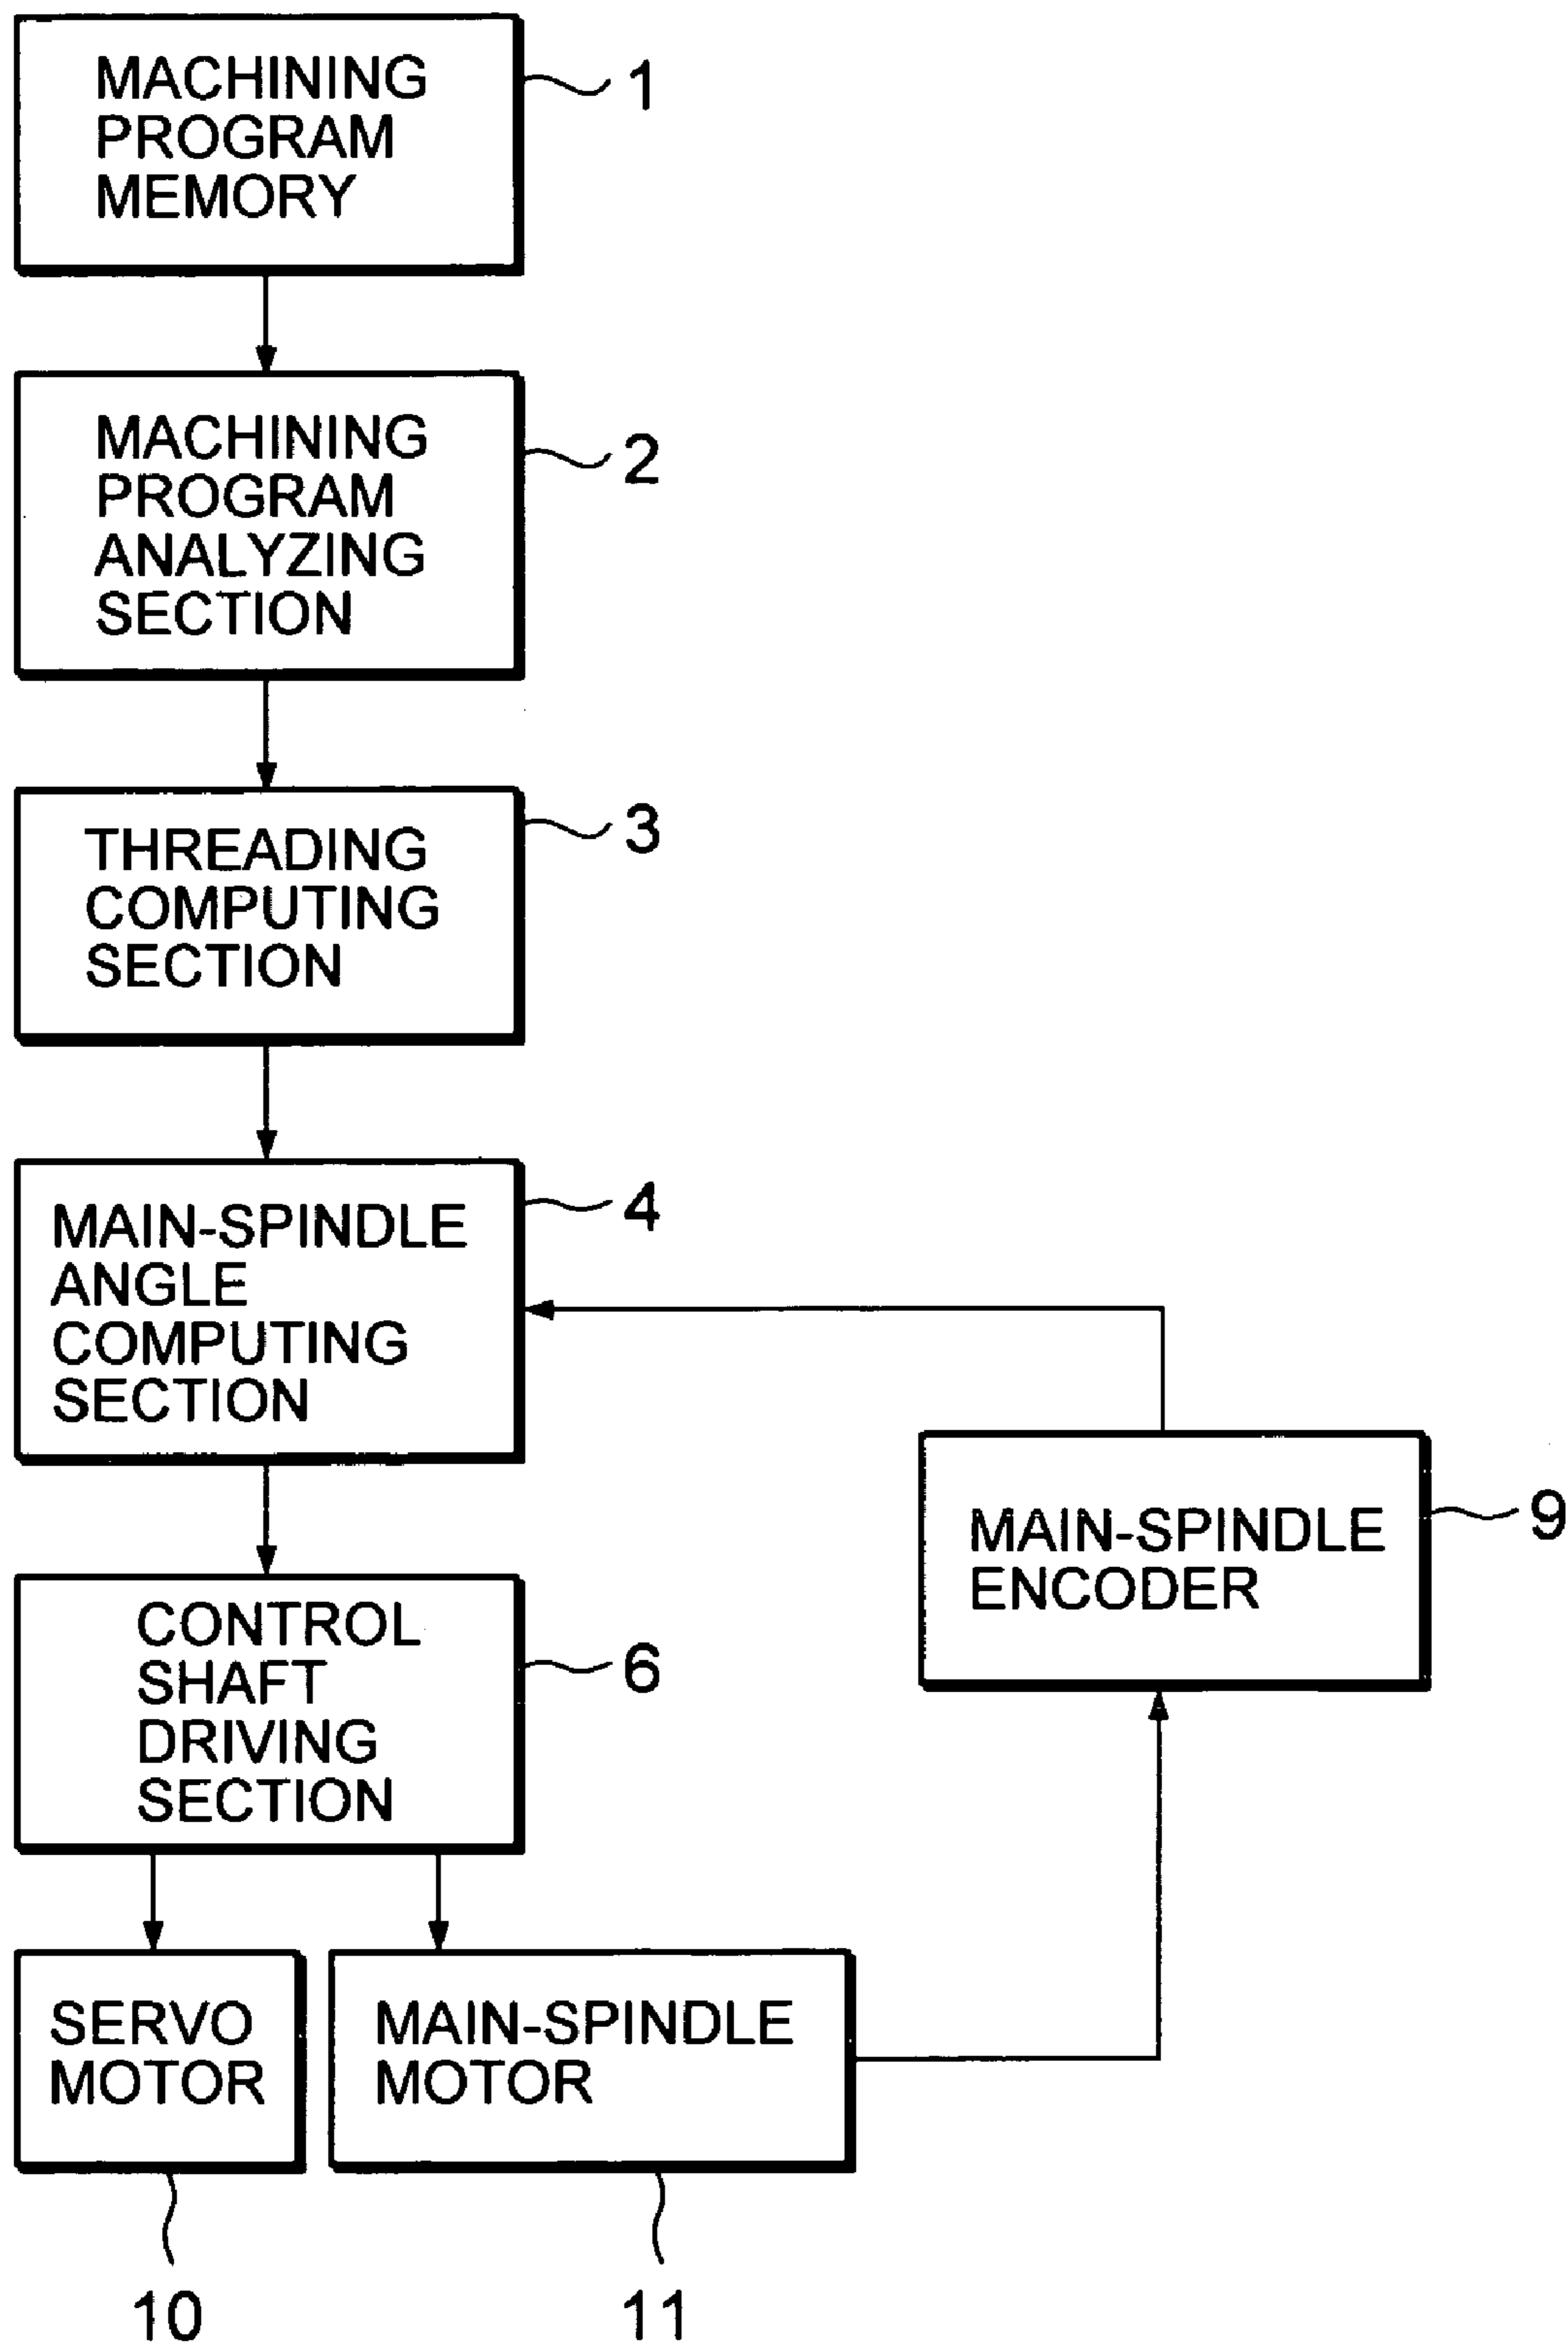 MACHINING
PROGRAM
MEMORY
1
MACHINING
PROGRAM
ANALYZING
SECTION
2
THREADING
COMPUTING
SECTION
3
MAIN-SPINDLE
ANGLE
COMPUTING
SECTION
4
MAIN-SPINDLE
ENCODER
9
CONTROL
SHAFT
DRIVING
SECTION
6
SERVO
MOTOR
MAIN-SPINDLE
MOTOR
10
11